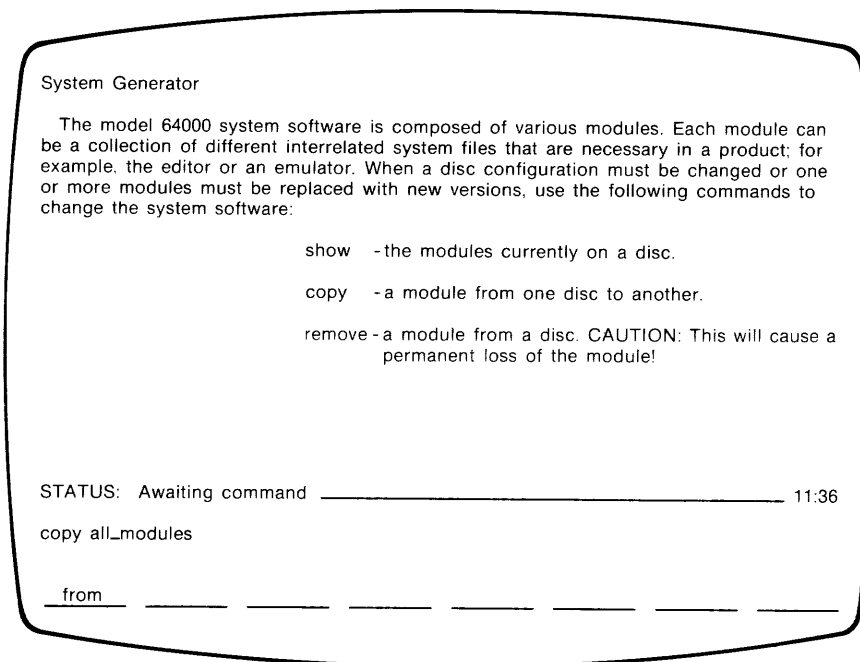 System Generator
The model 64000 system software is composed of various modules. Each module can
be a collection of different interrelated system files that are necessary in a product; for
example, the editor or an emulator. When a disc configuration must be changed or one
or more modules must be replaced with new versions, use the following commands to
change the system software:
show - the modules currently on a disc.
copy - a module from one disc to another.
remove - a module from a disc. CAUTION: This will cause a
permanent loss of the module!
STATUS: Awaiting command 11:36
copy all_modules
from